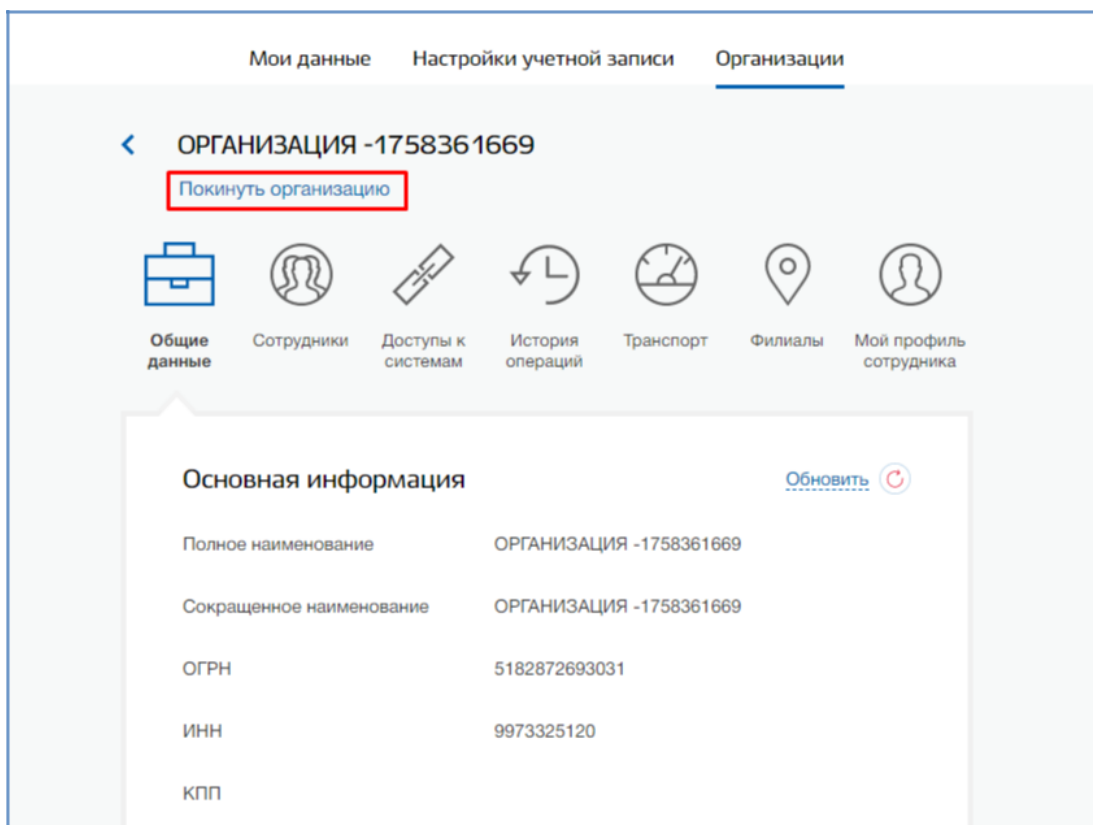 Мои данные Настройки учетной записи Организации
ОРГАНИЗАЦИЯ -1758361669
Покинуть организацию
Общие данные
Сотрудники
Доступы к системам
История операций
Транспорт
Филиалы
Мой профиль сотрудника
Основная информация Обновить
Полное наименование ОРГАНИЗАЦИЯ -1758361669
Сокращенное наименование ОРГАНИЗАЦИЯ -1758361669
ОГРН 5182872693031
ИНН 9973325120
КПП